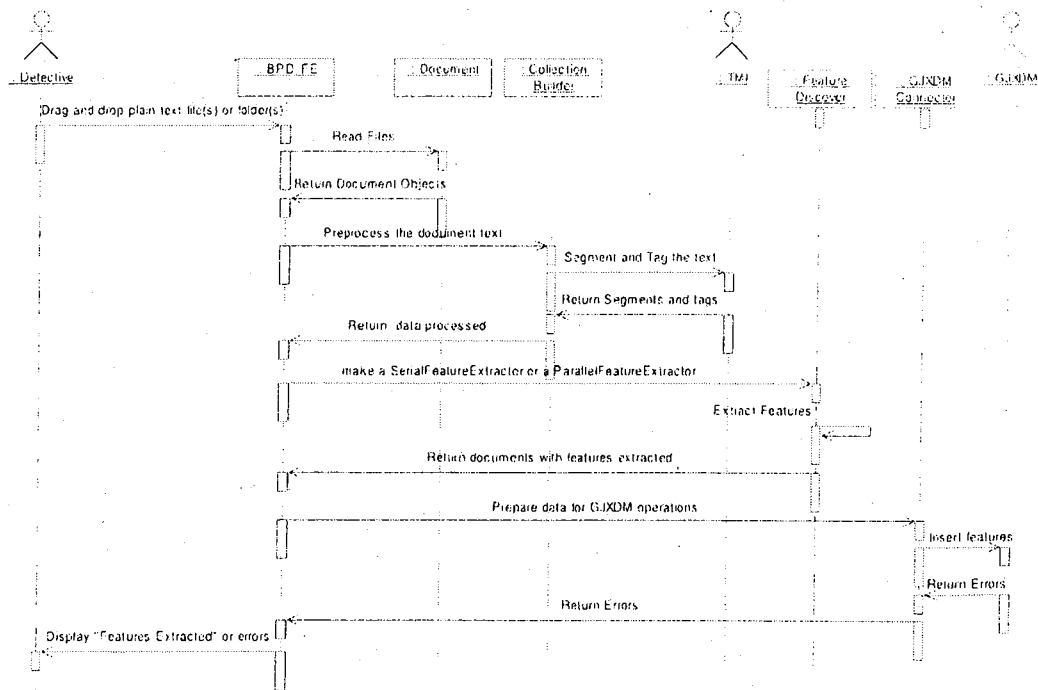 : Detective
: BPD_FE
: Document
: Collection
Builder
: TMI
: Feature
Discover
: GJXDM
Connector
: GJXDM
Drag and drop plain text file(s) or folder(s)
Read Files
Return Document Objects
Preprocess the document text
Segment and Tag the text
Return Segments and tags
Return data processed
make a SerialFeatureExtractor or a ParallelFeatureExtractor
Extract Features
Return documents with features extracted
Prepare data for GJXDM operations
Insert features
Return Errors
Return Errors
Display "Features Extracted" or errors